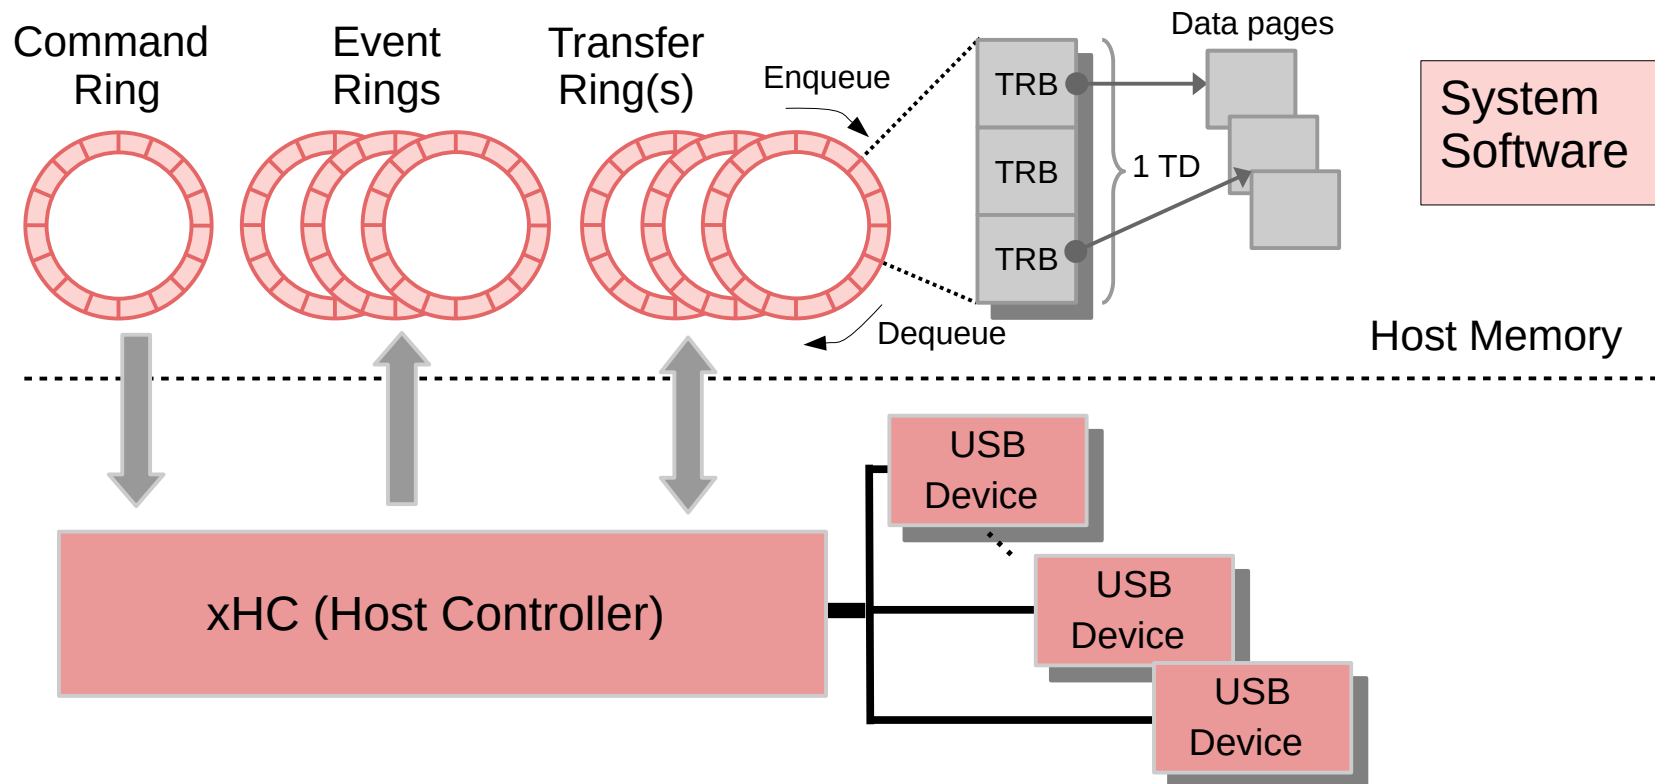 Command
Ring
Event
Rings
Transfer
Ring(s)
Enqueue
Dequeue
TRB
TRB
TRB
1 TD
Data pages
System
Software
Host Memory
xHC (Host Controller)
USB
Device
USB
Device
USB
Device